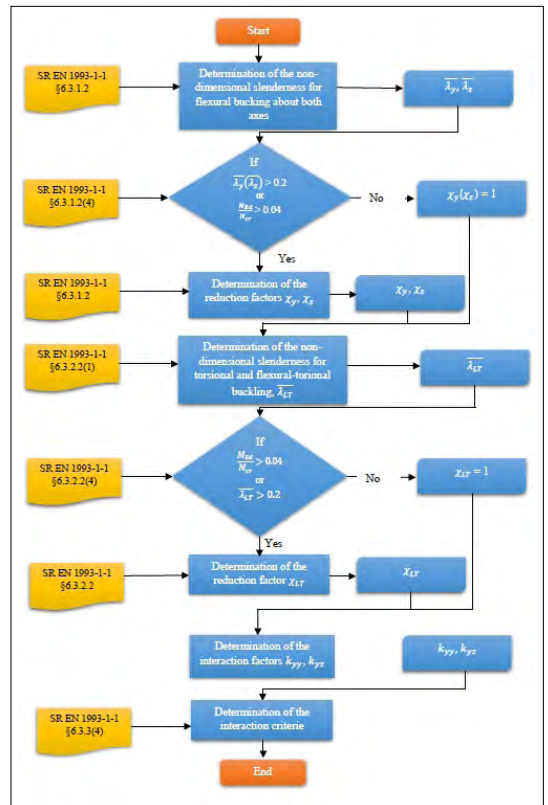 Start
SR EN 1993-1-1
§6.3.1.2
Determination of the non-
dimensional slenderness for
flexural bucking about both
axes
λ̅y, λ̅z
If
λ̅y(λ̅z) > 0.2
or
NEd/Ncr > 0.04
SR EN 1993-1-1
§6.3.1.2(4)
No
χy(χz) = 1
Yes
SR EN 1993-1-1
§6.3.1.2
Determination of the
reduction factors χy, χz
χy, χz
SR EN 1993-1-1
§6.3.2.2(1)
Determination of the non-
dimensional slenderness for
torsional and flexural-torional
buckling, λ̅LT
λ̅LT
If
MEd/Mcr > 0.04
or
λ̅LT > 0.2
SR EN 1993-1-1
§6.3.2.2(4)
No
χLT = 1
Yes
SR EN 1993-1-1
§6.3.2.2
Determination of the
reduction factor χLT
χLT
Determination of the
interaction factors kyy, kyz
kyy, kyz
SR EN 1993-1-1
§6.3.3(4)
Determination of the
interaction criterie
End